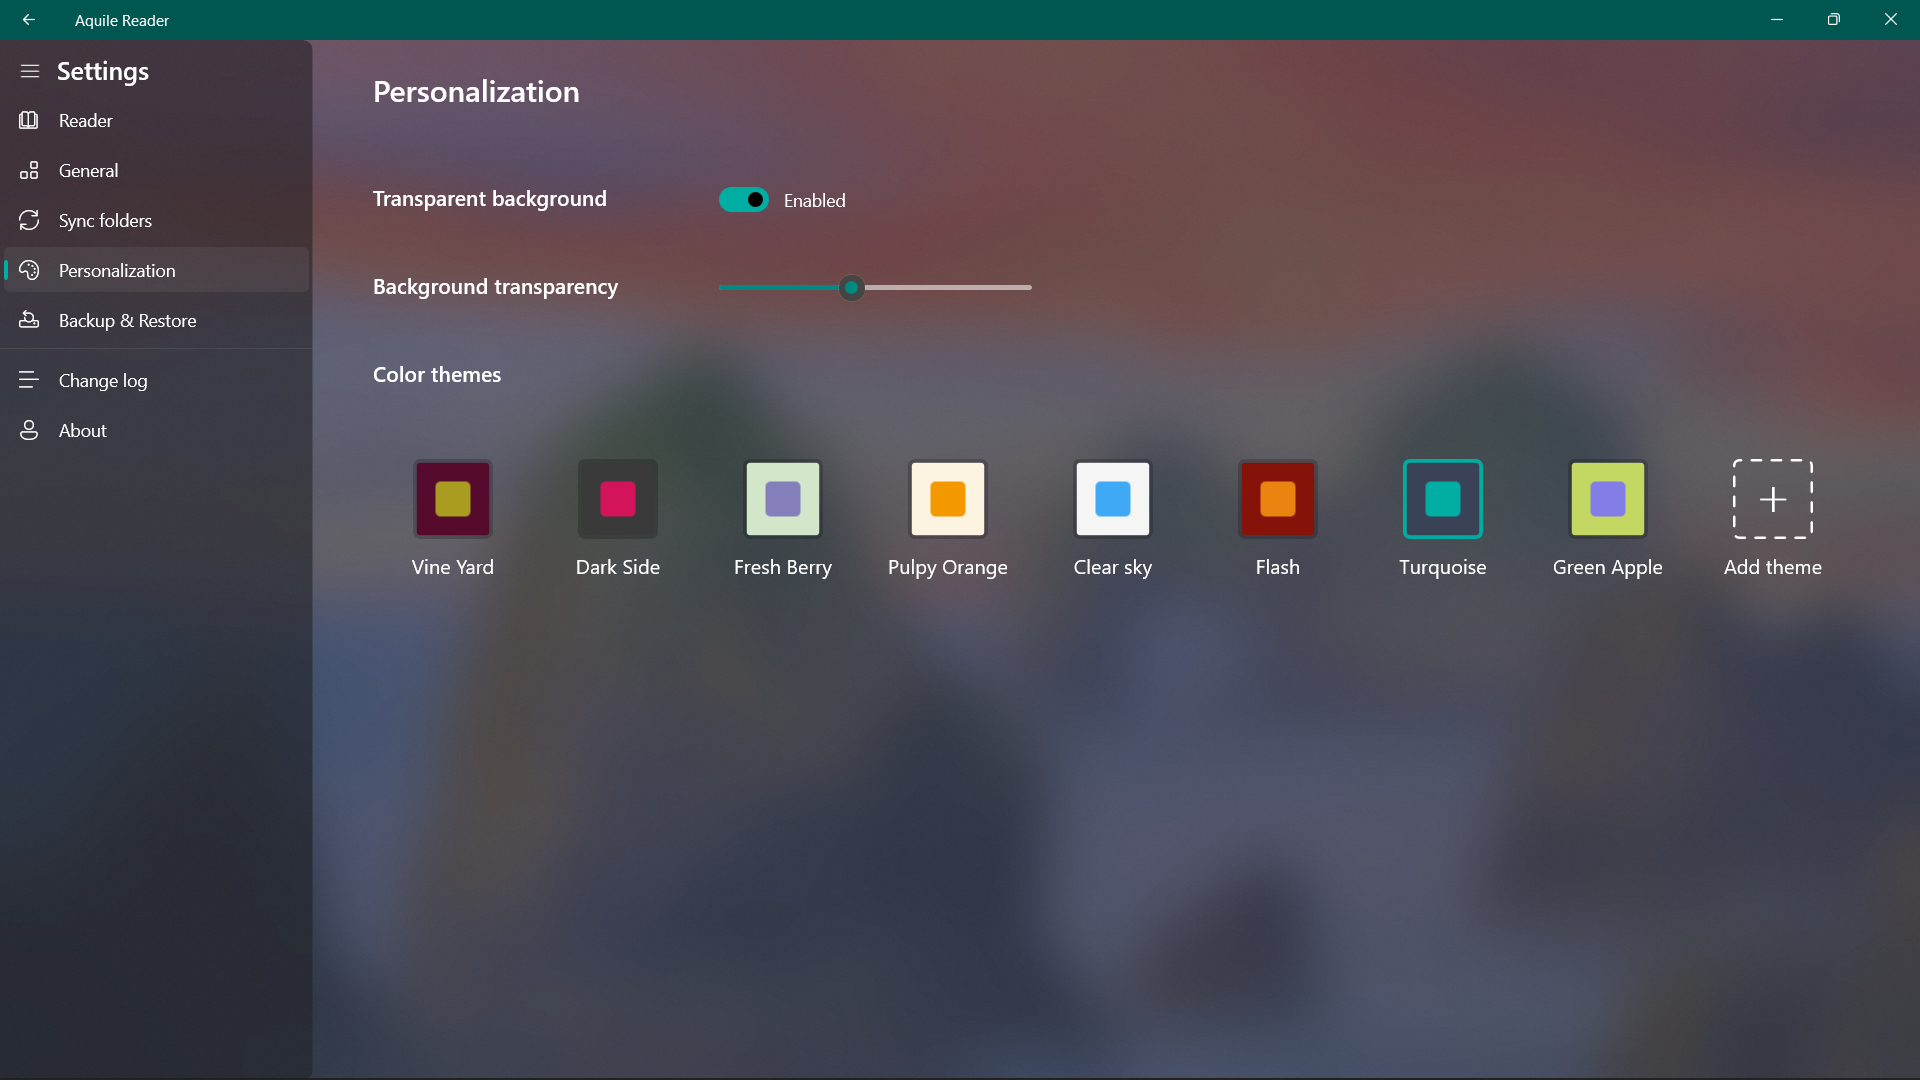 Aquile Reader
Settings
Reader
General
Sync folders
Personalization
Backup & Restore
Change log
About
Personalization
Transparent background
Enabled
Background transparency
Color themes
Vine Yard
Dark Side
Fresh Berry
Pulpy Orange
Clear sky
Flash
Turquoise
Green Apple
Add theme